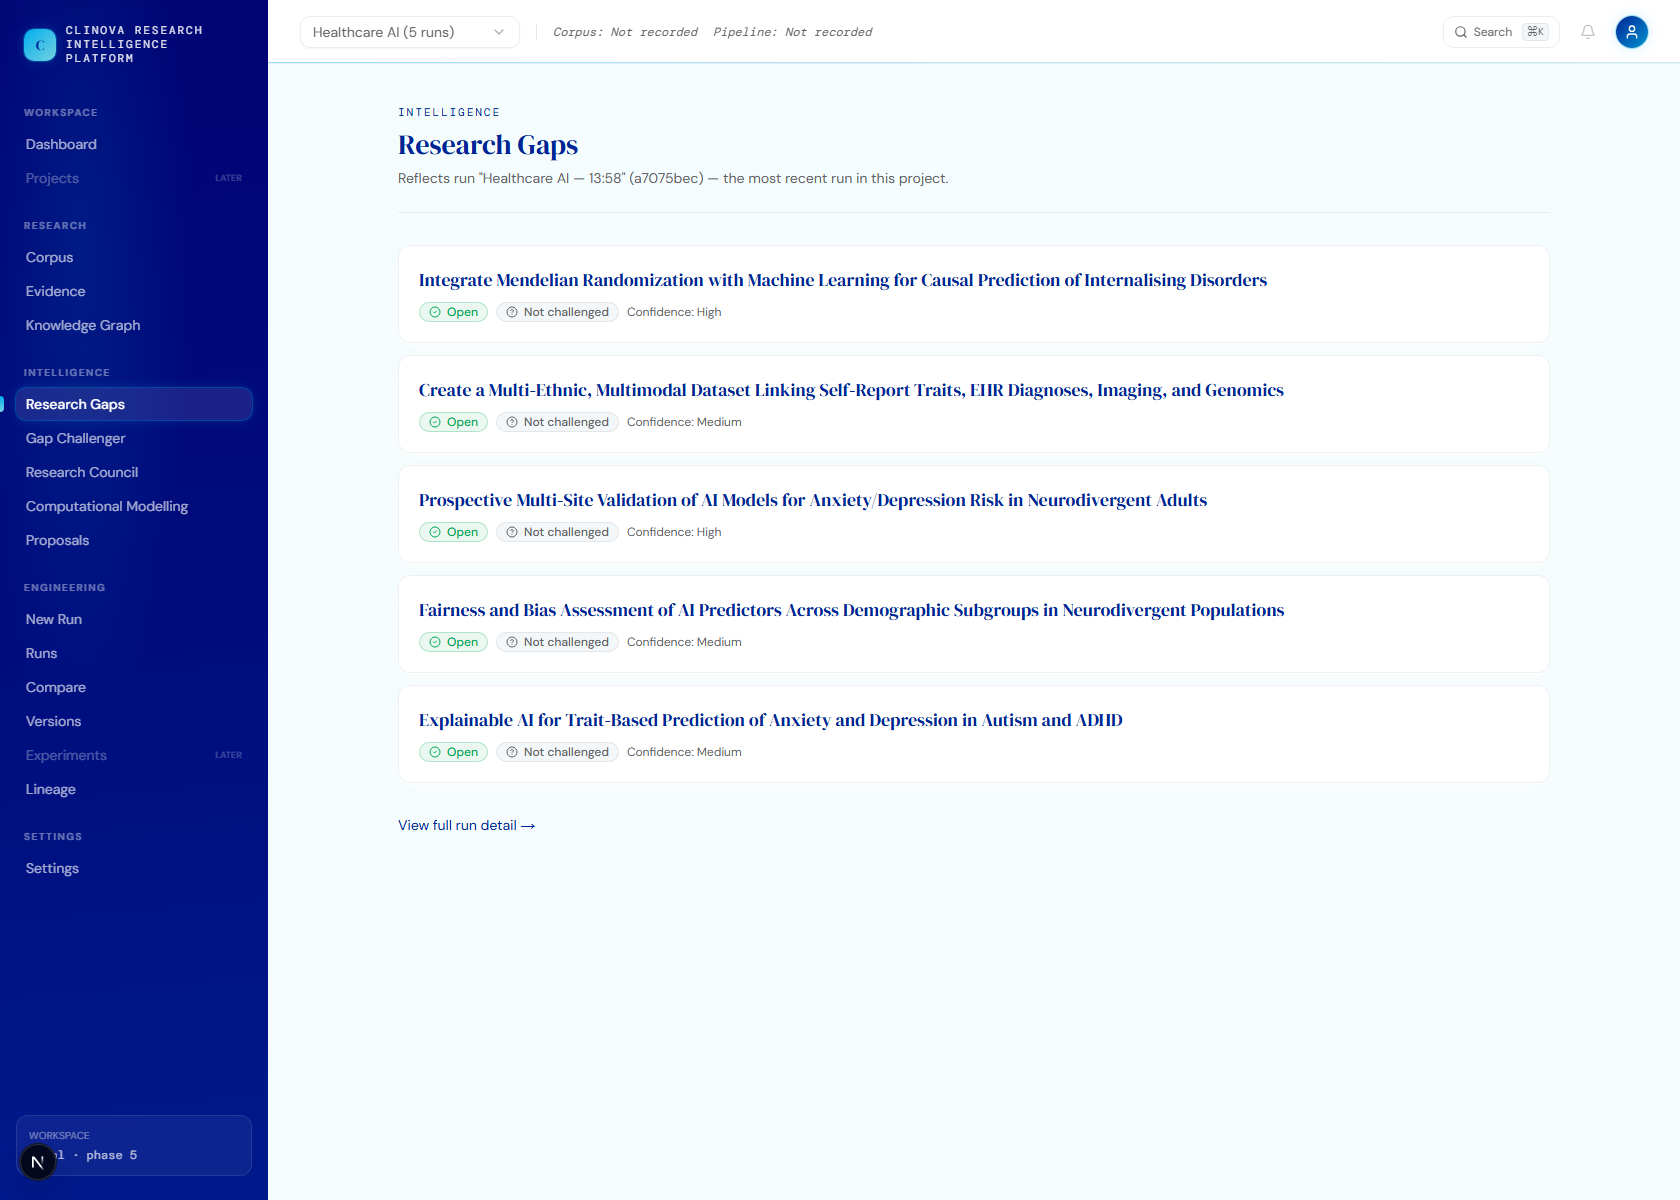 C
CLINOVA RESEARCH
INTELLIGENCE
PLATFORM
WORKSPACE
Dashboard
Projects LATER
RESEARCH
Corpus
Evidence
Knowledge Graph
INTELLIGENCE
Research Gaps
Gap Challenger
Research Council
Computational Modelling
Proposals
ENGINEERING
New Run
Runs
Compare
Versions
Experiments LATER
Lineage
SETTINGS
Settings
WORKSPACE
· phase 5
N
Healthcare AI (5 runs)
Corpus: Not recorded Pipeline: Not recorded
Search ⌘K
INTELLIGENCE
Research Gaps
Reflects run "Healthcare AI — 13:58" (a7075bec) — the most recent run in this project.
Integrate Mendelian Randomization with Machine Learning for Causal Prediction of Internalising Disorders
Open Not challenged Confidence: High
Create a Multi-Ethnic, Multimodal Dataset Linking Self-Report Traits, EHR Diagnoses, Imaging, and Genomics
Open Not challenged Confidence: Medium
Prospective Multi-Site Validation of AI Models for Anxiety/Depression Risk in Neurodivergent Adults
Open Not challenged Confidence: High
Fairness and Bias Assessment of AI Predictors Across Demographic Subgroups in Neurodivergent Populations
Open Not challenged Confidence: Medium
Explainable AI for Trait-Based Prediction of Anxiety and Depression in Autism and ADHD
Open Not challenged Confidence: Medium
View full run detail →